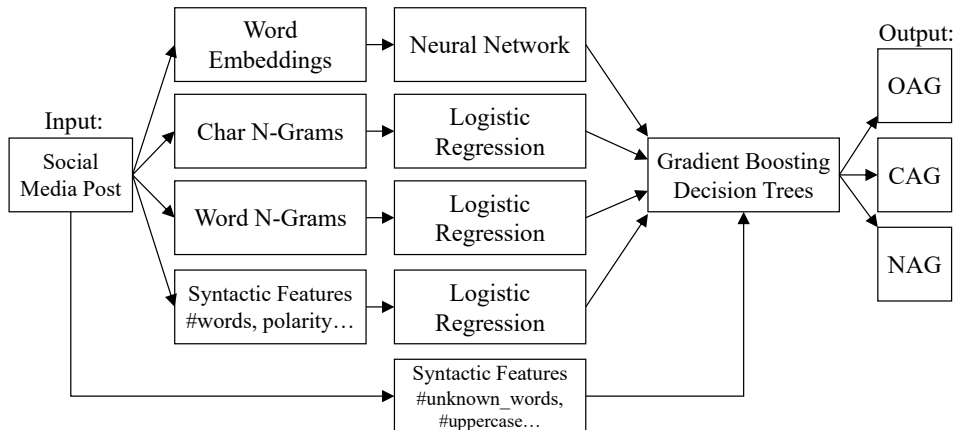 Input:
Social
Media Post
Word
Embeddings
Neural Network
Char N-Grams
Logistic
Regression
Word N-Grams
Logistic
Regression
Syntactic Features
#words, polarity…
Logistic
Regression
Syntactic Features
#unknown_words,
#uppercase…
Gradient Boosting
Decision Trees
Output:
OAG
CAG
NAG